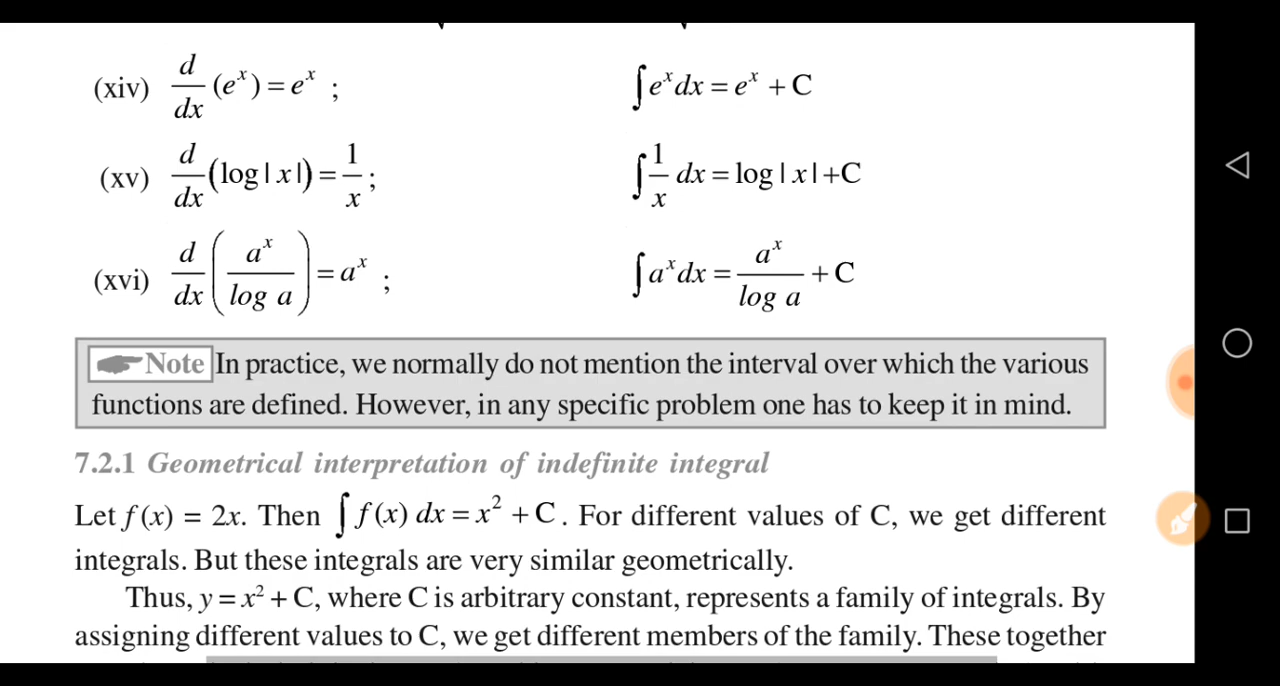 (xiv) d/dx (e^x) = e^x ; ∫e^x dx = e^x + C
(xv) d/dx (log | x |) = 1/x ; ∫ 1/x dx = log | x | + C
(xvi) d/dx (a^x / log a) = a^x ; ∫a^x dx = a^x / log a + C
Note In practice, we normally do not mention the interval over which the various
functions are defined. However, in any specific problem one has to keep it in mind.
7.2.1 Geometrical interpretation of indefinite integral
Let f (x) = 2x. Then ∫ f (x) dx = x² + C. For different values of C, we get different
integrals. But these integrals are very similar geometrically.
Thus, y = x² + C, where C is arbitrary constant, represents a family of integrals. By
assigning different values to C, we get different members of the family. These together